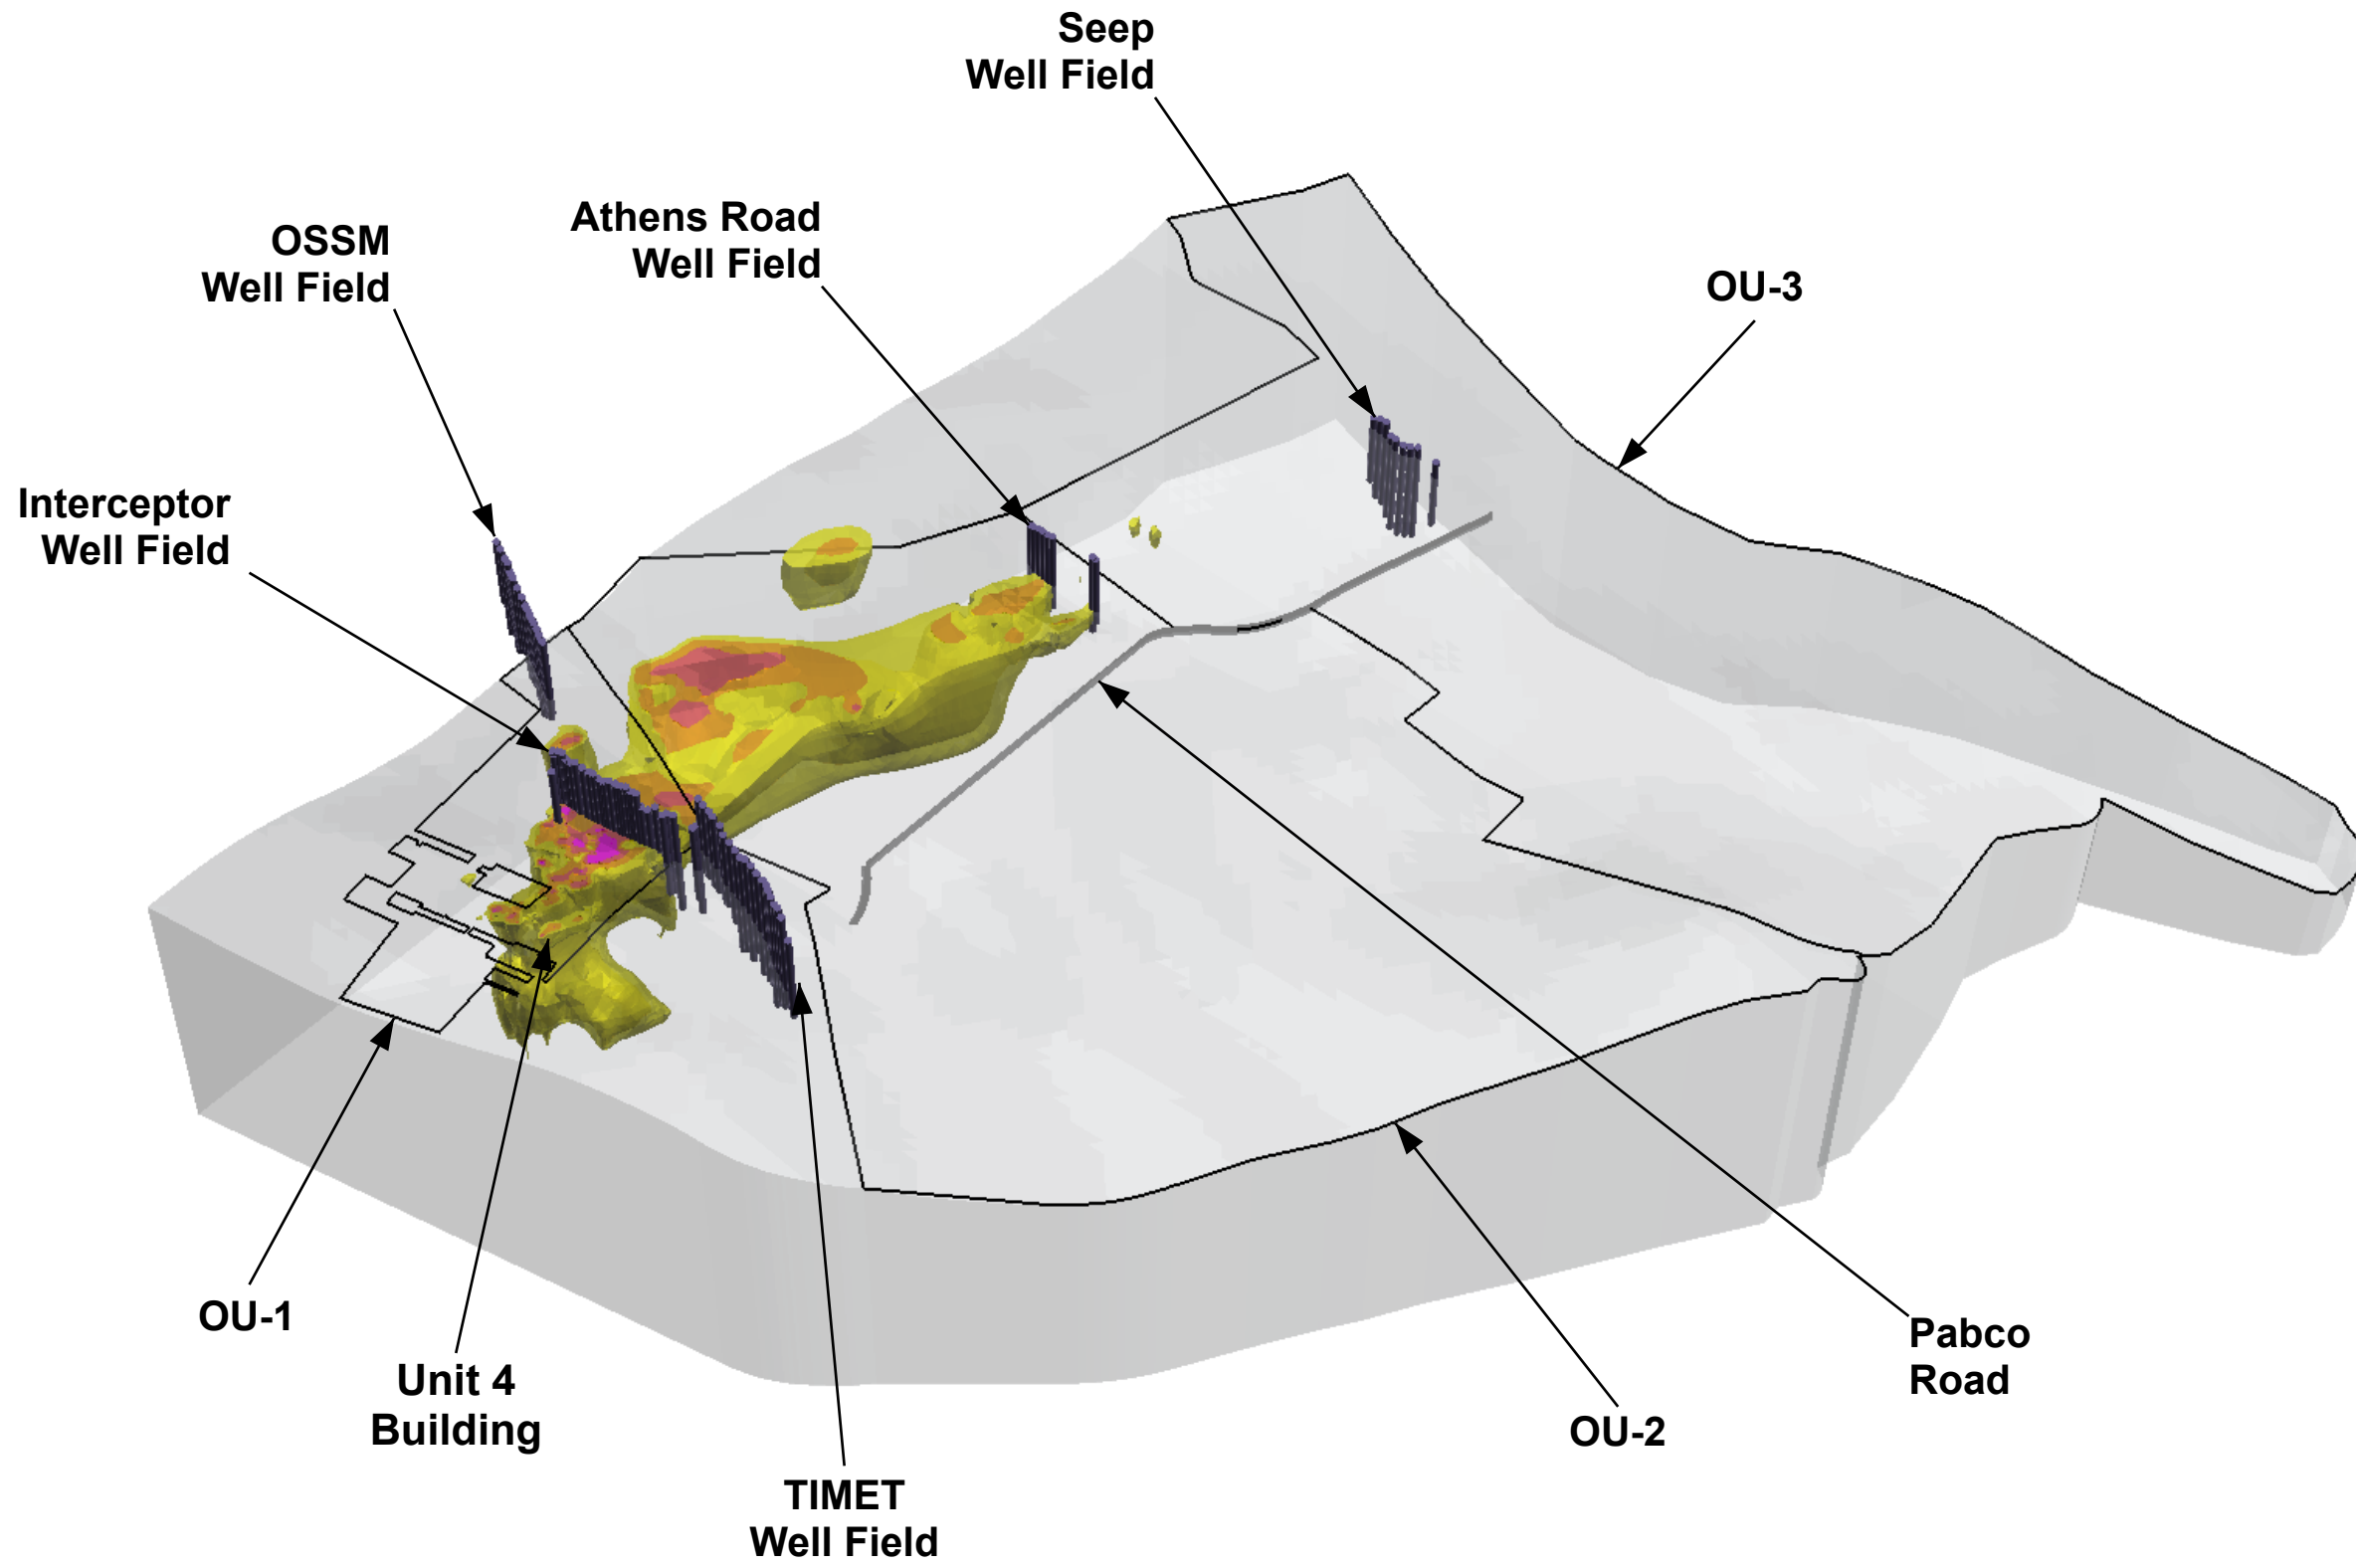 Seep
Well Field
Athens Road
Well Field
OSSM
Well Field
OU-3
Interceptor
Well Field
OU-1
Unit 4
Building
Pabco
Road
OU-2
TIMET
Well Field